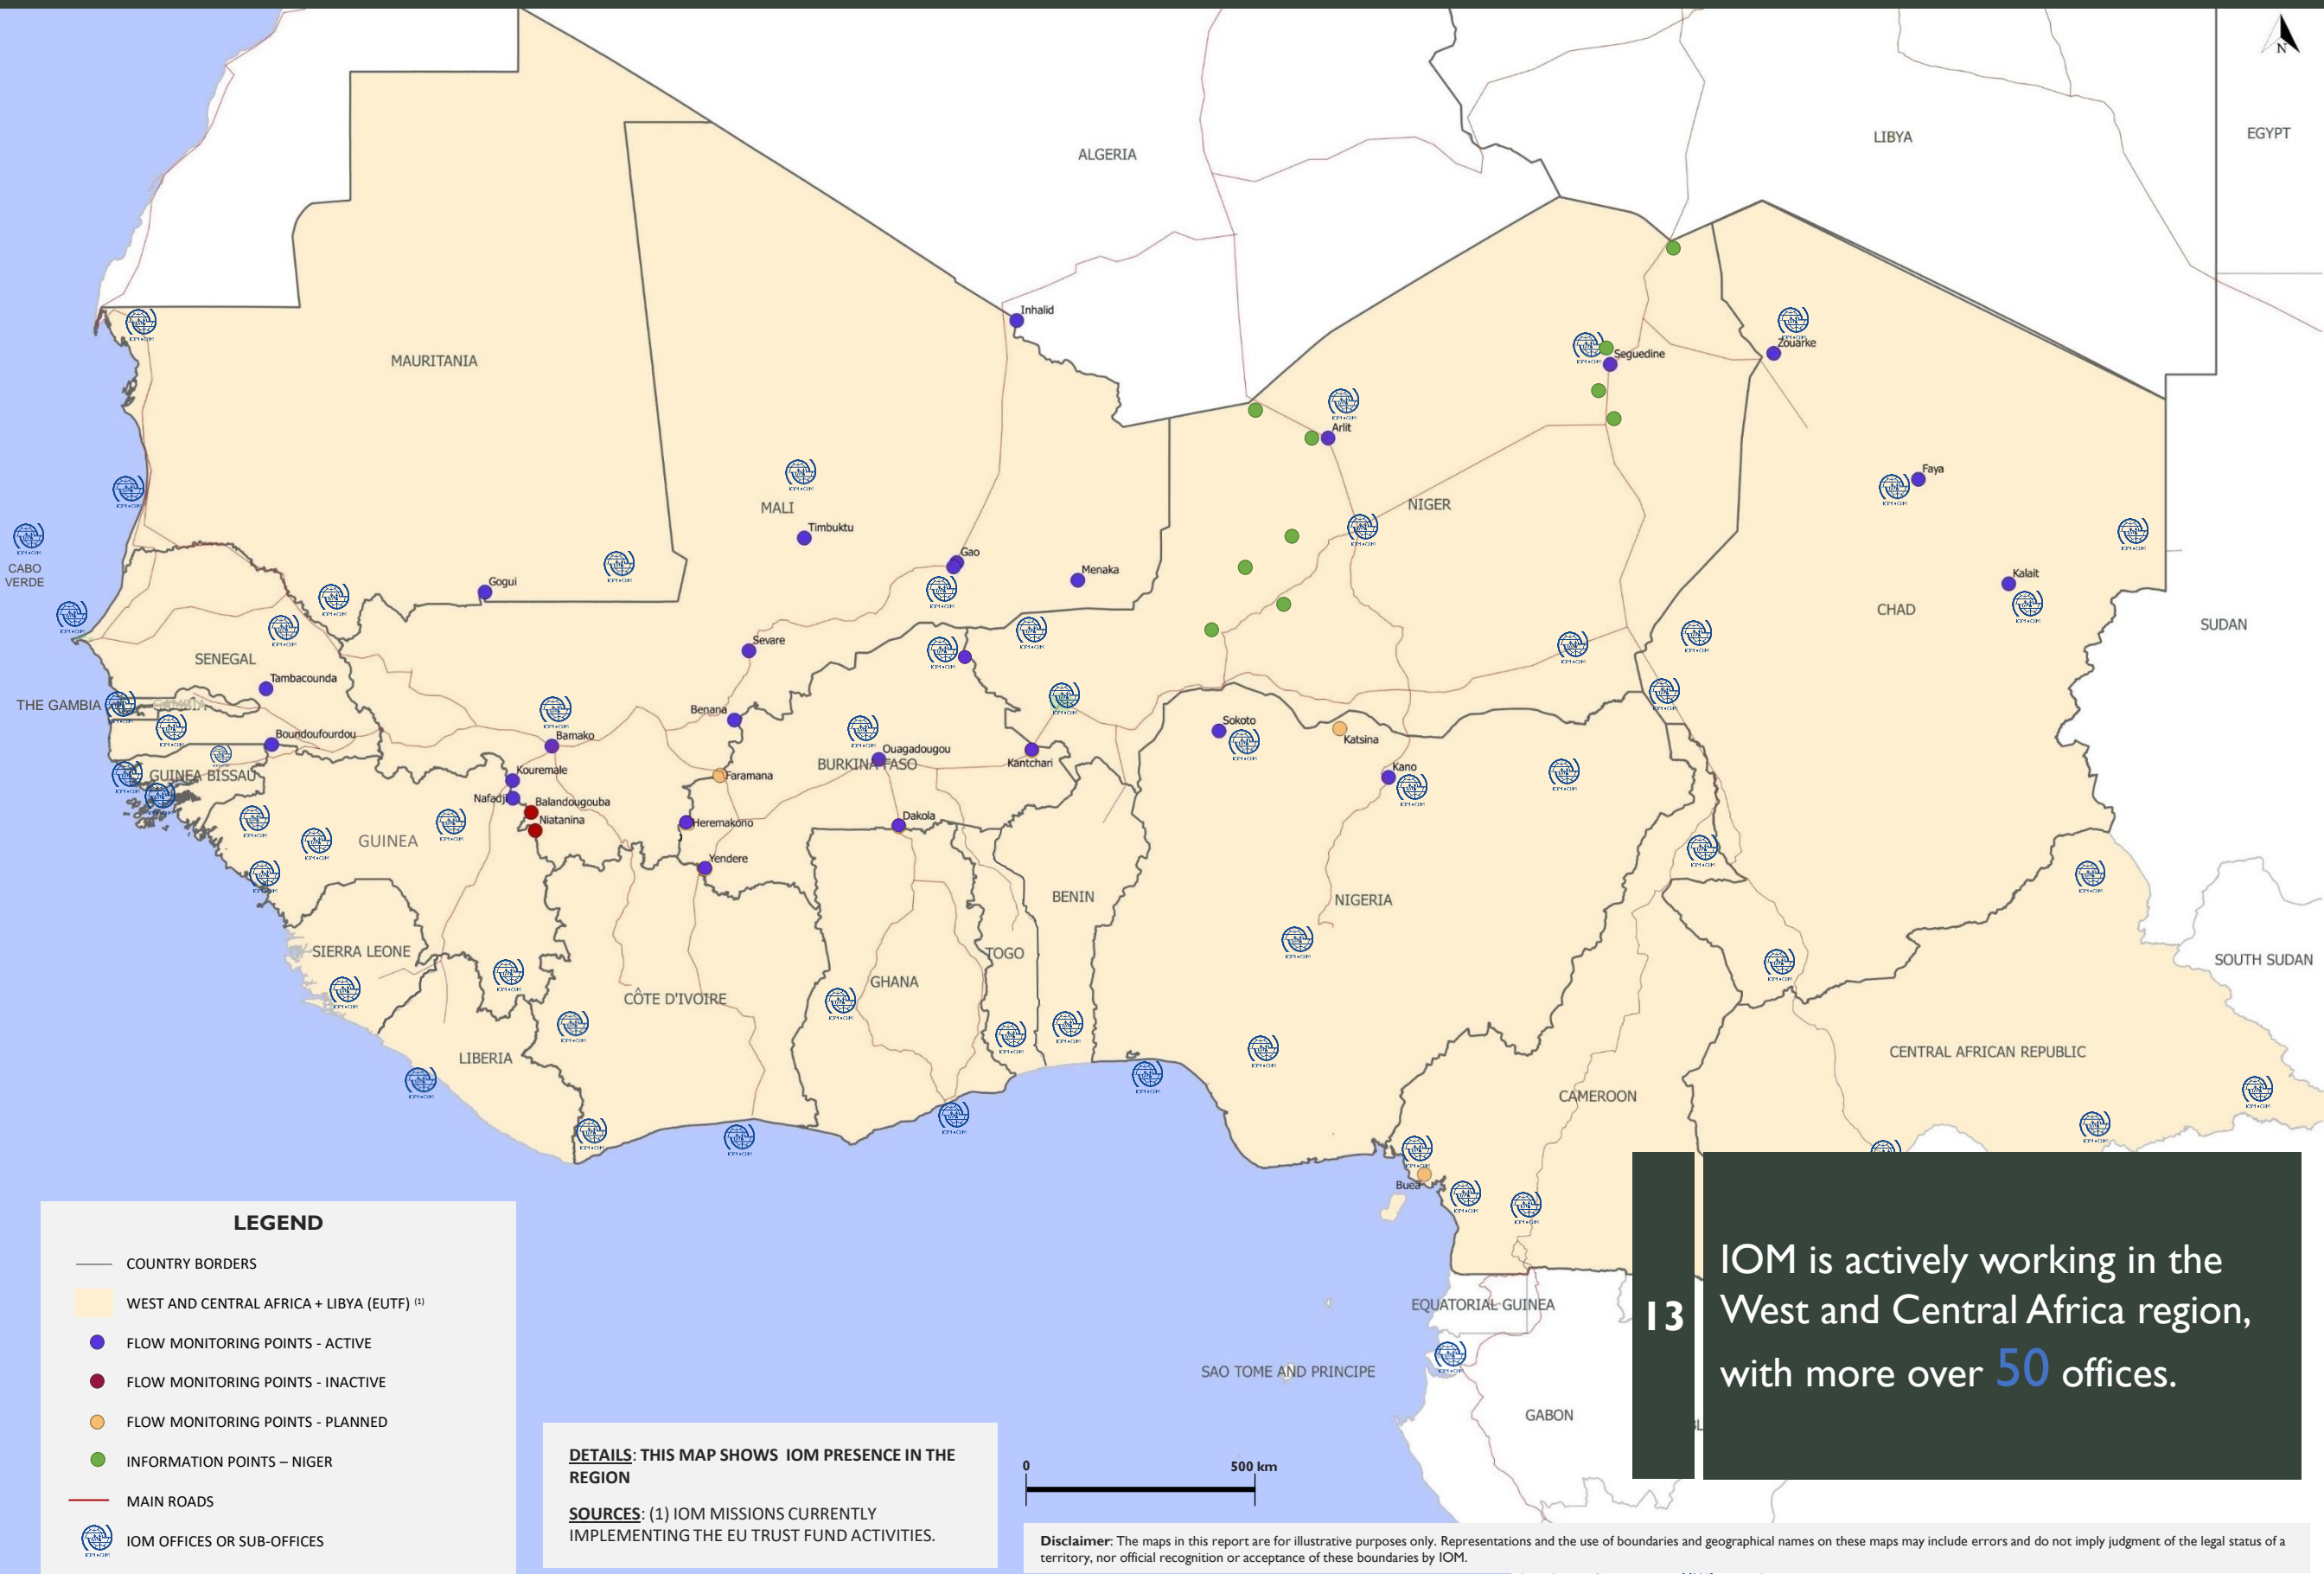 N
ALGERIA
LIBYA
EGYPT
Inhalid
MAURITANIA
Zouarke
Seguedine
Arlit
Faya
NIGER
MALI
Timbuktu
Gao
CABO
VERDE
Menaka
Gogui
Kalait
CHAD
SUDAN
Sevare
SENEGAL
Tambacounda
THE GAMBIA
GAMBIA
Benana
Sokoto
Boundoufourdou
Bamako
Katsina
Ouagadougou
Kantchari
BURKINA FASO
GUINEA BISSAU
Kouremale
Faramana
Kano
Nafadji
Balandougouba
Niatanina
Heremakono
Dakola
GUINEA
Yendere
BENIN
NIGERIA
SIERRA LEONE
TOGO
SOUTH SUDAN
GHANA
CÔTE D'IVOIRE
LIBERIA
CENTRAL AFRICAN REPUBLIC
CAMEROON
Buea
EQUATORIAL GUINEA
SAO TOME AND PRINCIPE
GABON
13
IOM is actively working in the
West and Central Africa region,
with more over 50 offices.
LEGEND
COUNTRY BORDERS
WEST AND CENTRAL AFRICA + LIBYA (EUTF) (1)
FLOW MONITORING POINTS - ACTIVE
FLOW MONITORING POINTS - INACTIVE
FLOW MONITORING POINTS - PLANNED
INFORMATION POINTS – NIGER
MAIN ROADS
IOM OFFICES OR SUB-OFFICES
IOM•OIM
DETAILS: THIS MAP SHOWS IOM PRESENCE IN THE
REGION
SOURCES: (1) IOM MISSIONS CURRENTLY
IMPLEMENTING THE EU TRUST FUND ACTIVITIES.
0 500 km
Disclaimer: The maps in this report are for illustrative purposes only. Representations and the use of boundaries and geographical names on these maps may include errors and do not imply judgment of the legal status of a
territory, nor official recognition or acceptance of these boundaries by IOM.